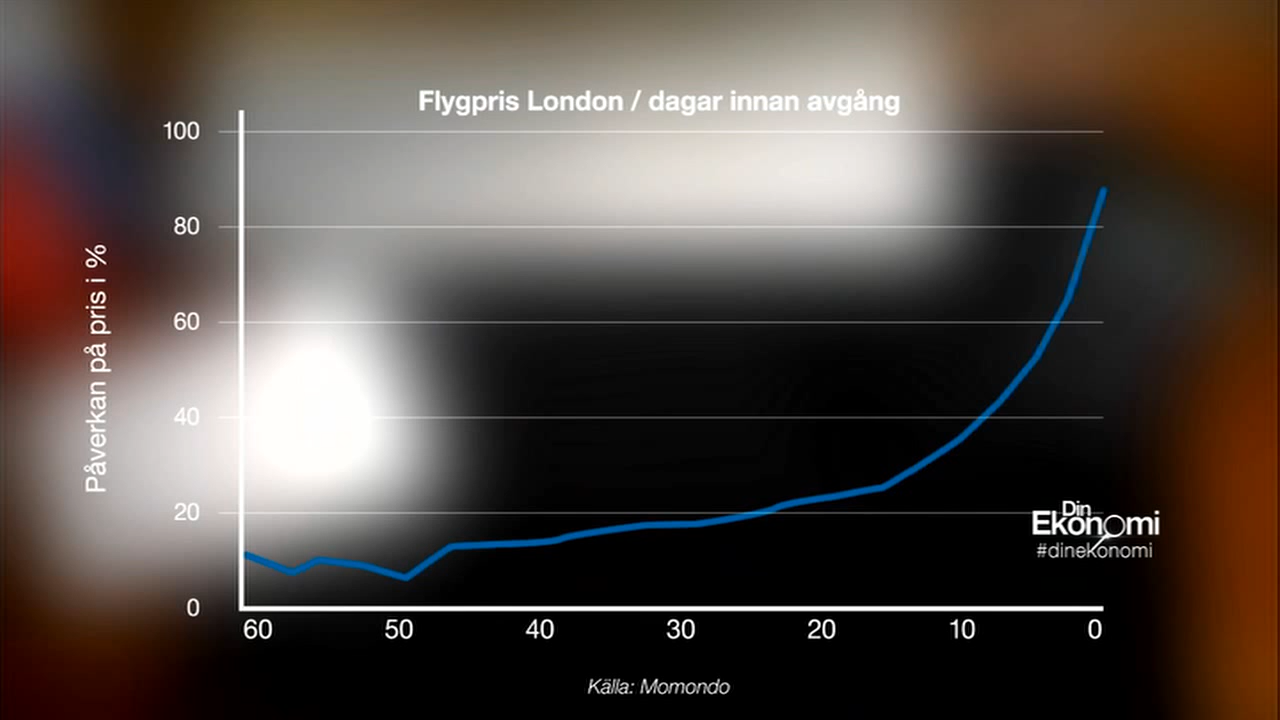 Flygpris London / dagar innan avgång
100
80
60
40
20
0
Påverkan på pris i %
60 50 40 30 20 10 0
Din
Ekonomi
#dinekonomi
Källa: Momondo